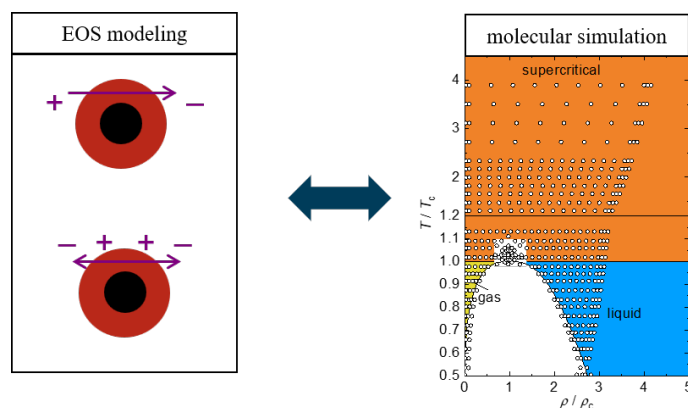 EOS modeling
+ −
− + + −
molecular simulation
supercritical
gas
liquid
T / Tc
4
3
2
1.2
1.1
1.0
0.9
0.8
0.7
0.6
0.5
0 1 2 3 4 5
ρ / ρc